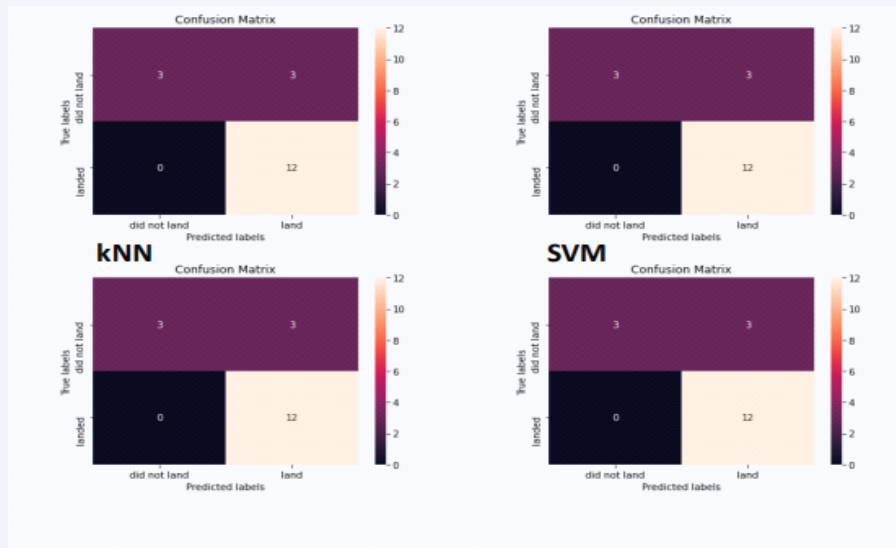 Confusion Matrix
12
10
8
6
4
2
0
True labels
did not land
landed
3 3
0 12
did not land land
Predicted labels
Confusion Matrix
12
10
8
6
4
2
0
True labels
did not land
landed
3 3
0 12
did not land land
Predicted labels
kNN
SVM
Confusion Matrix
12
10
8
6
4
2
0
True labels
did not land
landed
3 3
0 12
did not land land
Predicted labels
Confusion Matrix
12
10
8
6
4
2
0
True labels
did not land
landed
3 3
0 12
did not land land
Predicted labels